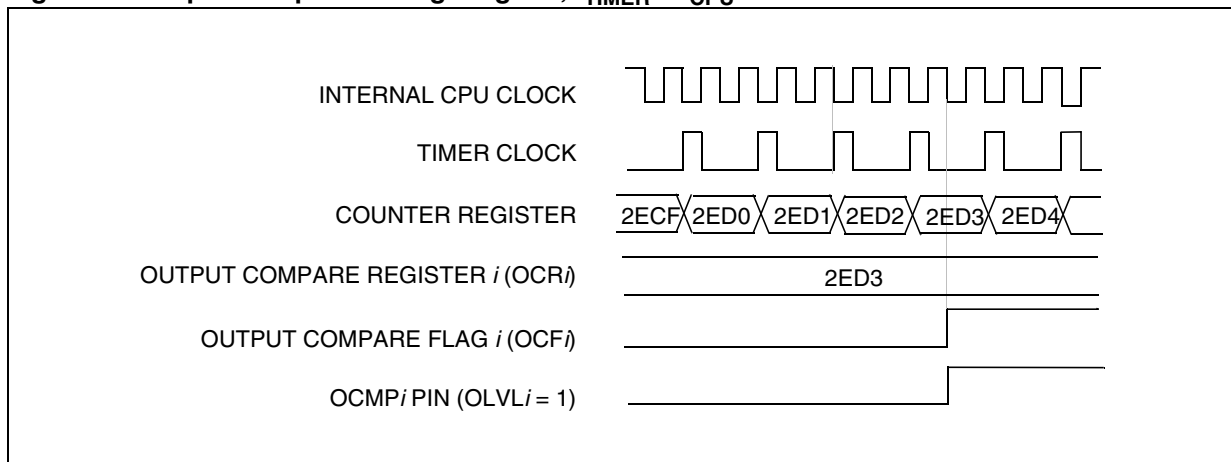 INTERNAL CPU CLOCK
TIMER CLOCK
COUNTER REGISTER 2ECF 2ED0 2ED1 2ED2 2ED3 2ED4
OUTPUT COMPARE REGISTER i (OCRi) 2ED3
OUTPUT COMPARE FLAG i (OCFi)
OCMPi PIN (OLVLi = 1)